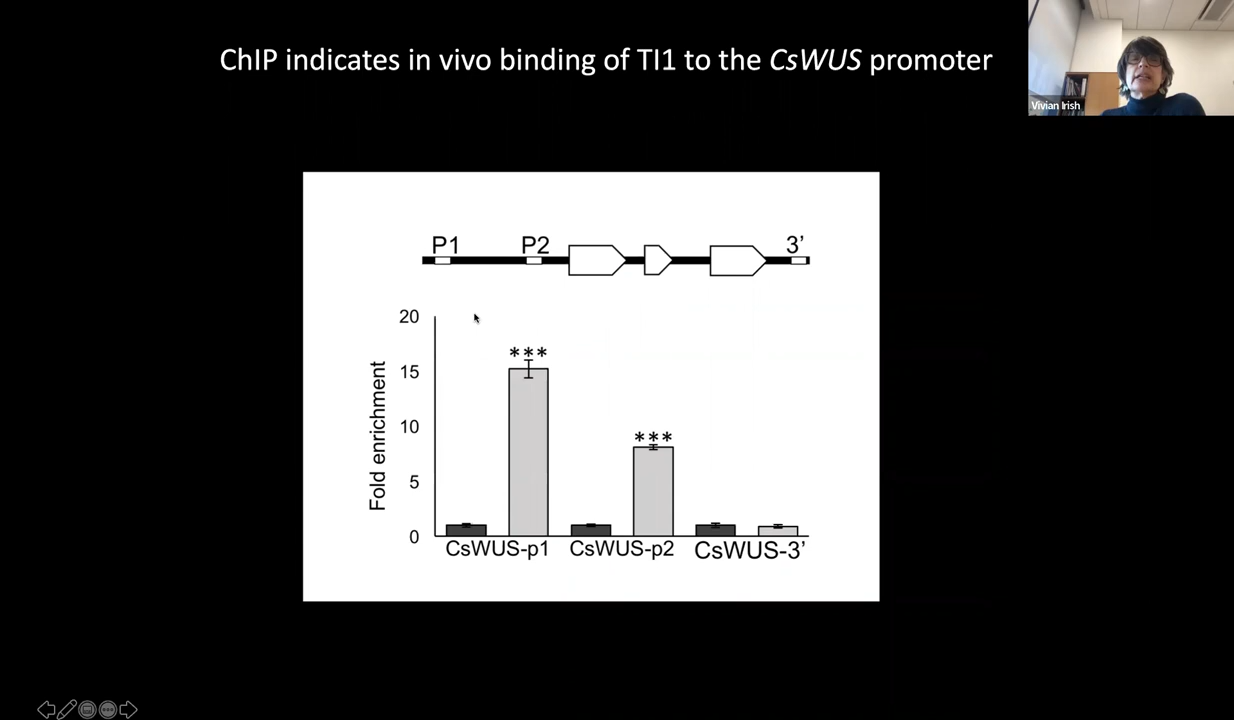 ChIP indicates in vivo binding of TI1 to the CsWUS promoter
Vivian Irish
P1 P2 3’
20
15
10
5
0
Fold enrichment
***
***
CsWUS-p1 CsWUS-p2 CsWUS-3’